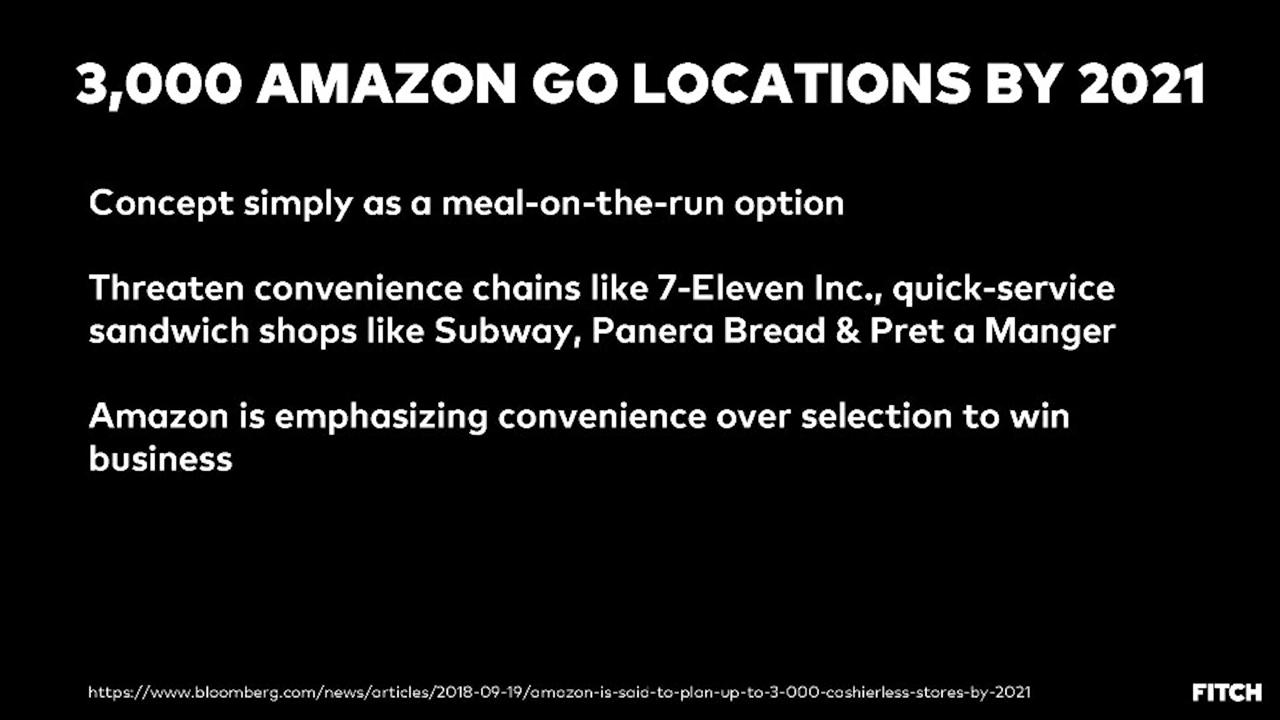 3,000 AMAZON GO LOCATIONS BY 2021
Concept simply as a meal-on-the-run option
Threaten convenience chains like 7-Eleven Inc., quick-service
sandwich shops like Subway, Panera Bread & Pret a Manger
Amazon is emphasizing convenience over selection to win
business
https://www.bloomberg.com/news/articles/2018-09-19/amazon-is-said-to-plan-up-to-3-000-cashierless-stores-by-2021
FITCH